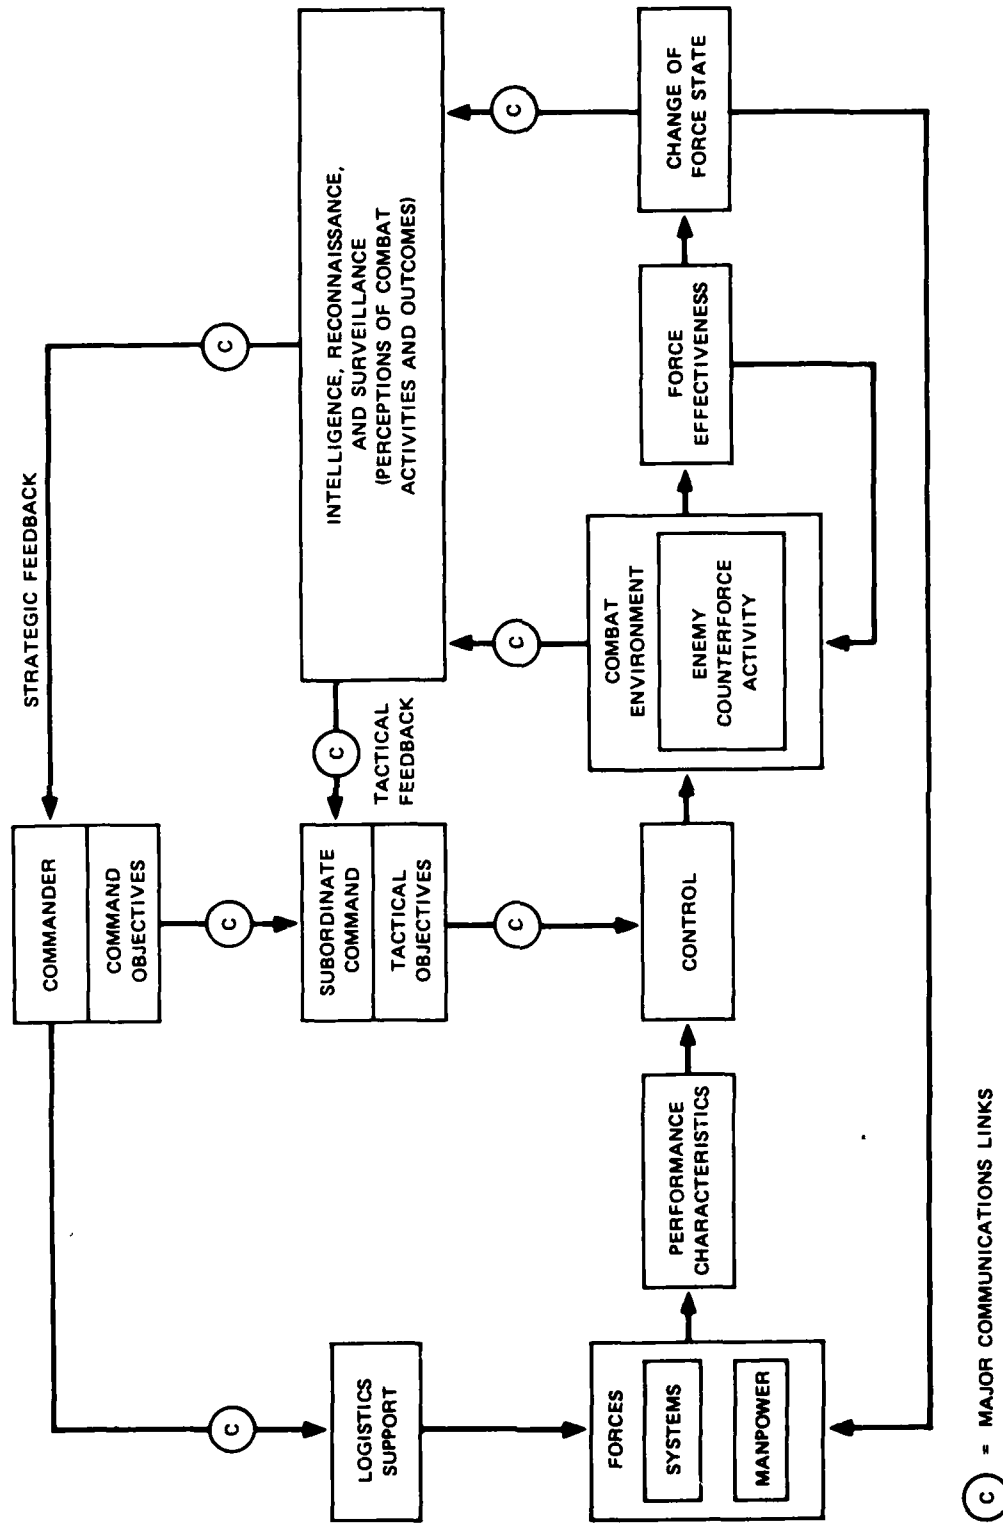 STRATEGIC FEEDBACK
C
COMMANDER
COMMAND
OBJECTIVES
C
C
INTELLIGENCE, RECONNAISSANCE,
AND SURVEILLANCE
(PERCEPTIONS OF COMBAT
ACTIVITIES AND OUTCOMES)
C
TACTICAL
FEEDBACK
SUBORDINATE
COMMAND
TACTICAL
OBJECTIVES
LOGISTICS
SUPPORT
C
C
C
FORCES
SYSTEMS
MANPOWER
PERFORMANCE
CHARACTERISTICS
CONTROL
COMBAT
ENVIRONMENT
ENEMY
COUNTERFORCE
ACTIVITY
FORCE
EFFECTIVENESS
CHANGE OF
FORCE STATE
C = MAJOR COMMUNICATIONS LINKS